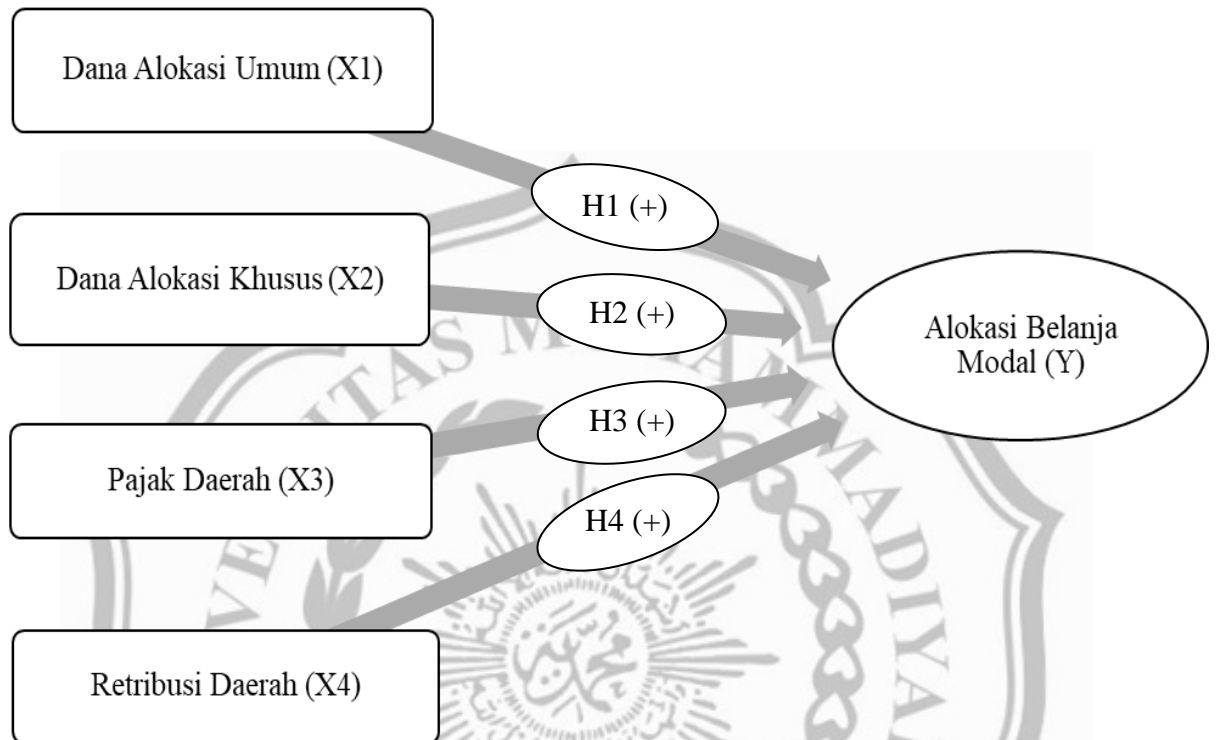 Dana Alokasi Umum (X1)
H1 (+)
Dana Alokasi Khusus (X2)
H2 (+)
Alokasi Belanja
Modal (Y)
H3 (+)
Pajak Daerah (X3)
H4 (+)
Retribusi Daerah (X4)